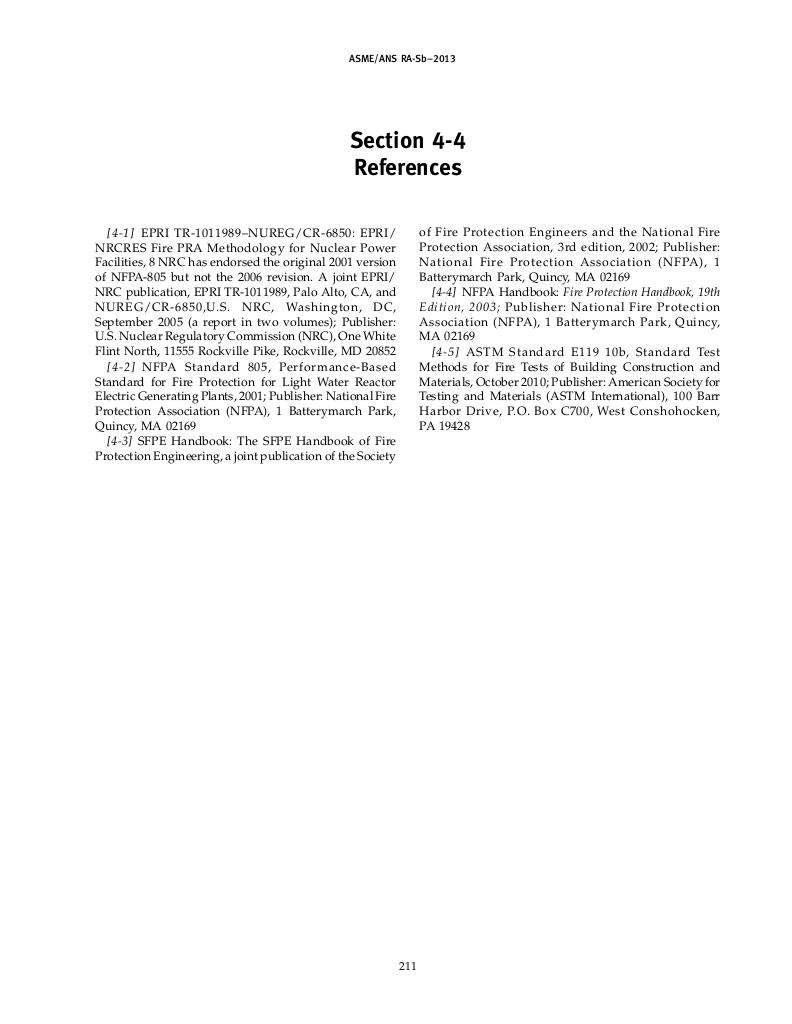 ASME/ANS RA-Sb–2013
Section 4-4
References
[4-1] EPRI TR-1011989–NUREG/CR-6850: EPRI/
NRCRES Fire PRA Methodology for Nuclear Power
Facilities, 8 NRC has endorsed the original 2001 version
of NFPA-805 but not the 2006 revision. A joint EPRI/
NRC publication, EPRI TR-1011989, Palo Alto, CA, and
NUREG/CR-6850,U.S. NRC, Washington, DC,
September 2005 (a report in two volumes); Publisher:
U.S. Nuclear Regulatory Commission (NRC), One White
Flint North, 11555 Rockville Pike, Rockville, MD 20852
[4-2] NFPA Standard 805, Performance-Based
Standard for Fire Protection for Light Water Reactor
Electric Generating Plants, 2001; Publisher: National Fire
Protection Association (NFPA), 1 Batterymarch Park,
Quincy, MA 02169
[4-3] SFPE Handbook: The SFPE Handbook of Fire
Protection Engineering, a joint publication of the Society
of Fire Protection Engineers and the National Fire
Protection Association, 3rd edition, 2002; Publisher:
National Fire Protection Association (NFPA), 1
Batterymarch Park, Quincy, MA 02169
[4-4] NFPA Handbook: Fire Protection Handbook, 19th
Edition, 2003; Publisher: National Fire Protection
Association (NFPA), 1 Batterymarch Park, Quincy,
MA 02169
[4-5] ASTM Standard E119 10b, Standard Test
Methods for Fire Tests of Building Construction and
Materials, October 2010; Publisher: American Society for
Testing and Materials (ASTM International), 100 Barr
Harbor Drive, P.O. Box C700, West Conshohocken,
PA 19428
211